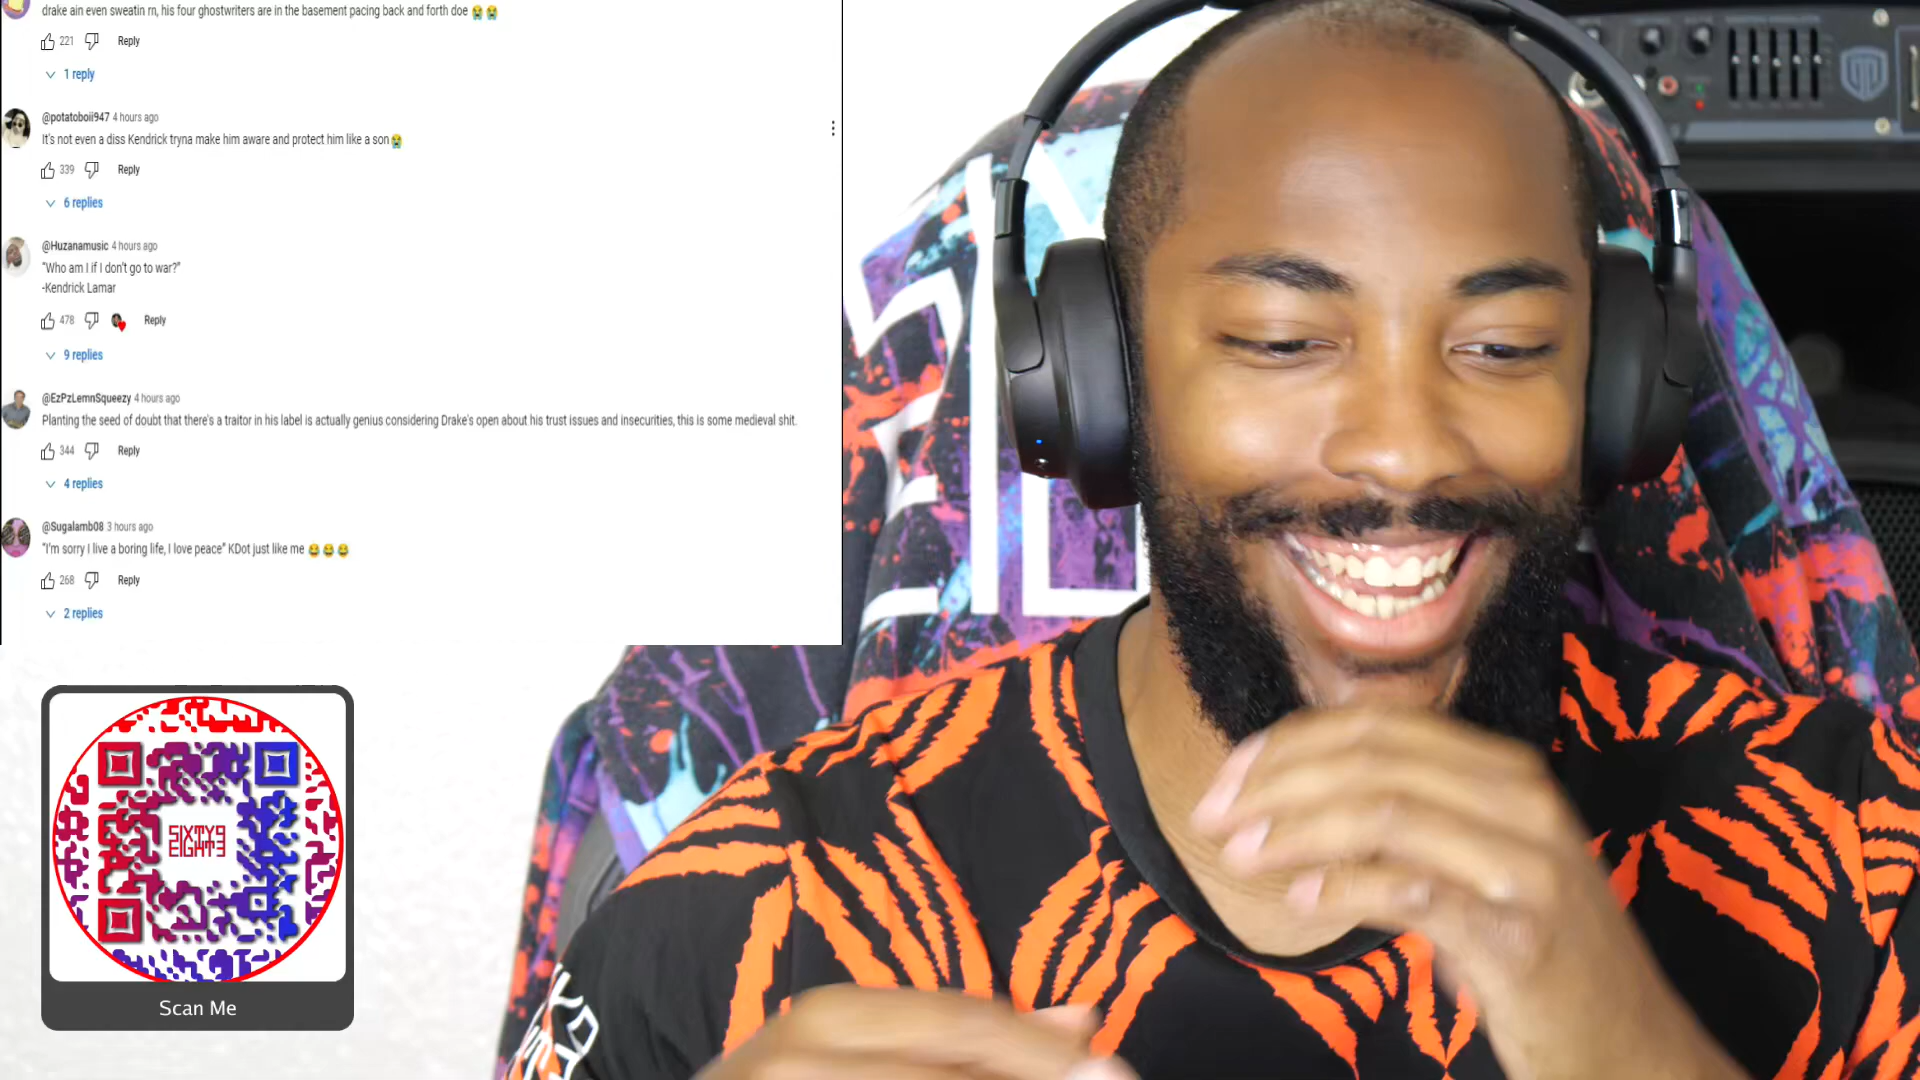 drake ain even sweatin rn, his four ghostwriters are in the basement pacing back and forth doe 😭😭
221 Reply
1 reply
@potatoboii947 4 hours ago
It's not even a diss Kendrick tryna make him aware and protect him like a son😭
339 Reply
6 replies
@Huzanamusic 4 hours ago
"Who am I if I don't go to war?"
-Kendrick Lamar
478 Reply
9 replies
@EzPzLemnSqueezy 4 hours ago
Planting the seed of doubt that there's a traitor in his label is actually genius considering Drake's open about his trust issues and insecurities, this is some medieval shit.
344 Reply
4 replies
@Sugalamb08 3 hours ago
"I'm sorry I live a boring life, I love peace" KDot just like me 😂😂😂
268 Reply
2 replies
SIXTY9
EIGHT3
Scan Me